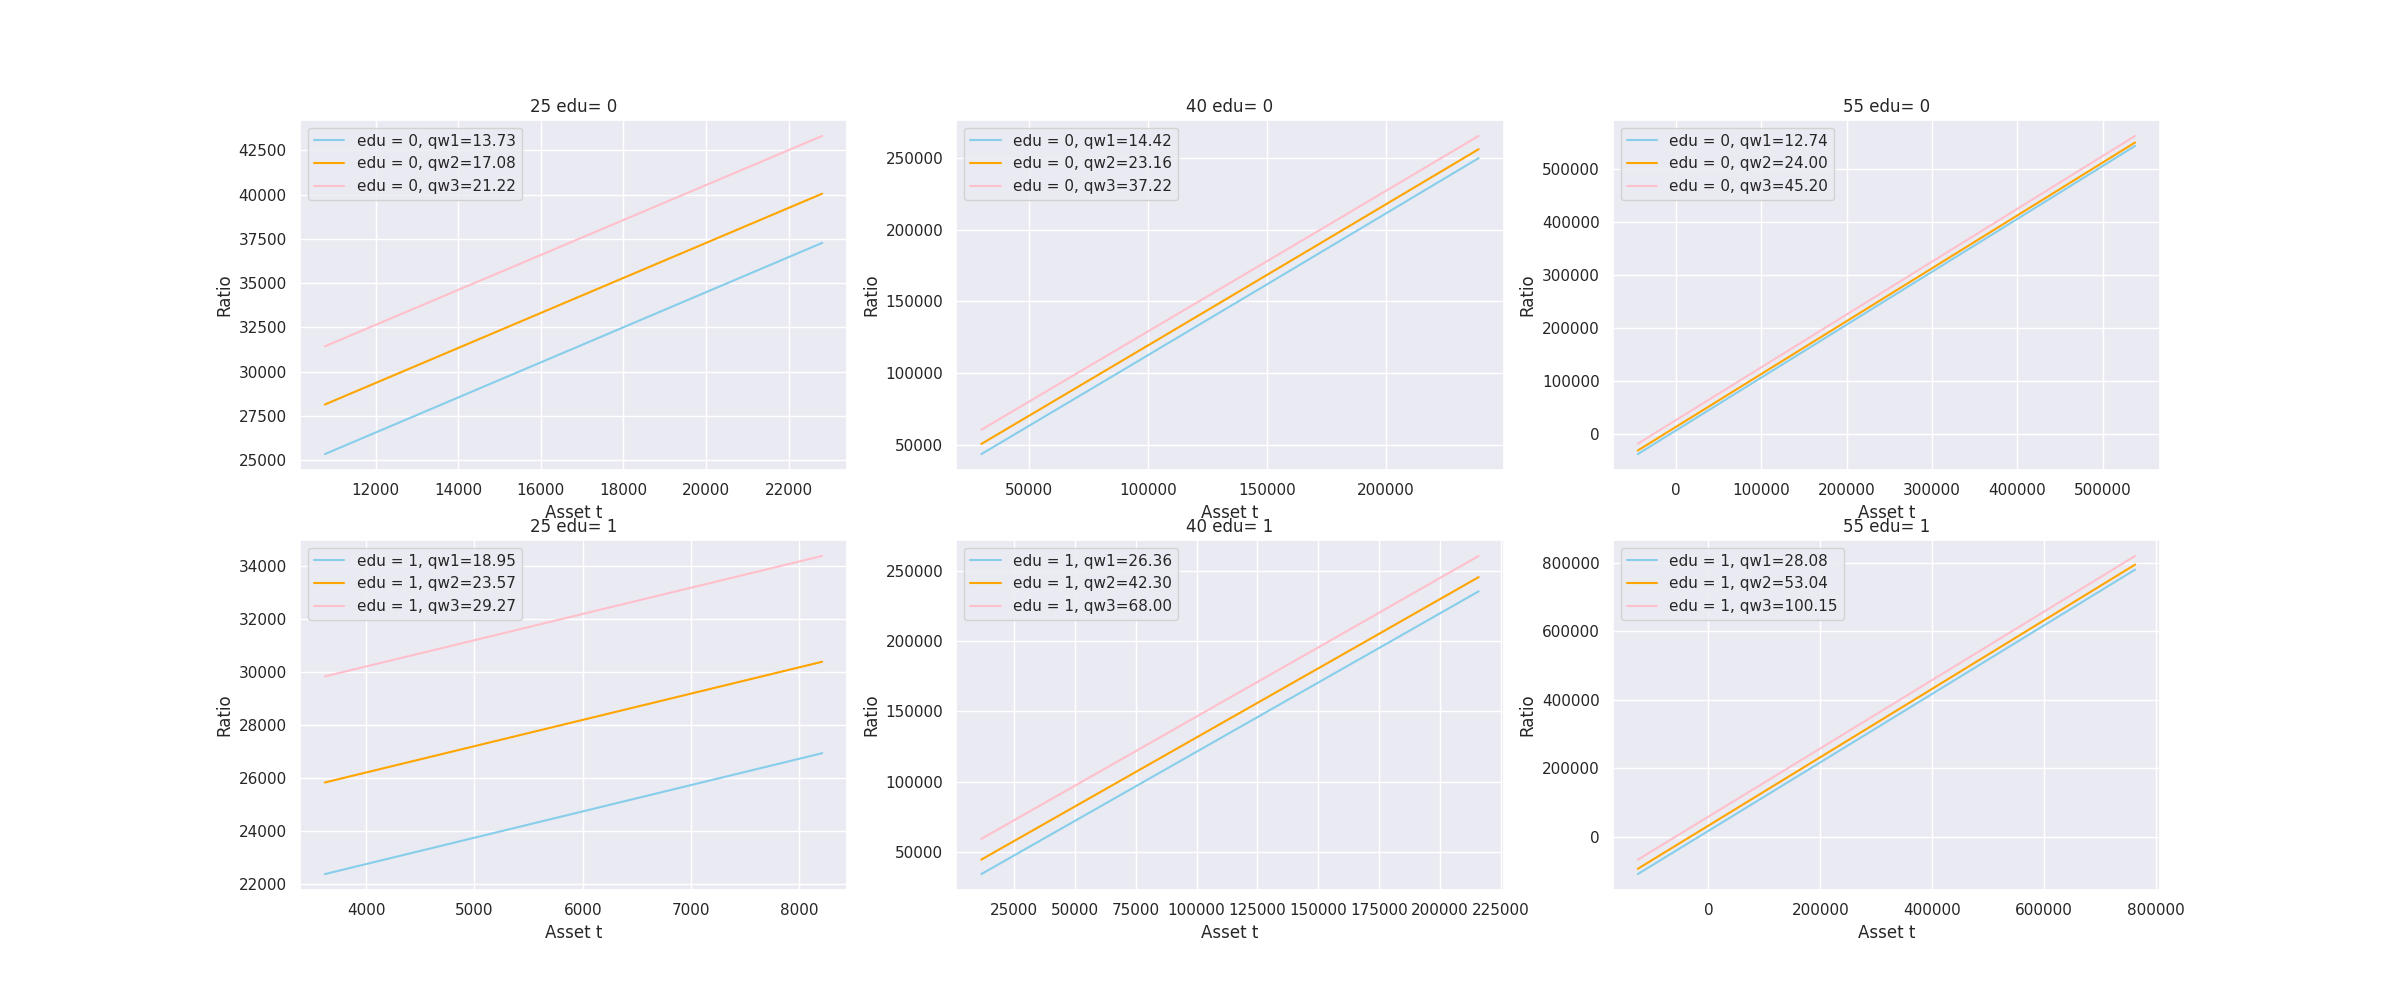 25 edu= 0
edu = 0, qw1=13.73
edu = 0, qw2=17.08
edu = 0, qw3=21.22
Ratio
42500
40000
37500
35000
32500
30000
27500
25000
12000 14000 16000 18000 20000 22000
Asset t
40 edu= 0
edu = 0, qw1=14.42
edu = 0, qw2=23.16
edu = 0, qw3=37.22
Ratio
250000
200000
150000
100000
50000
50000 100000 150000 200000
Asset t
55 edu= 0
edu = 0, qw1=12.74
edu = 0, qw2=24.00
edu = 0, qw3=45.20
Ratio
500000
400000
300000
200000
100000
0
0 100000 200000 300000 400000 500000
Asset t
25 edu= 1
edu = 1, qw1=18.95
edu = 1, qw2=23.57
edu = 1, qw3=29.27
Ratio
34000
32000
30000
28000
26000
24000
22000
4000 5000 6000 7000 8000
Asset t
40 edu= 1
edu = 1, qw1=26.36
edu = 1, qw2=42.30
edu = 1, qw3=68.00
Ratio
250000
200000
150000
100000
50000
25000 50000 75000 100000 125000 150000 175000 200000 225000
Asset t
55 edu= 1
edu = 1, qw1=28.08
edu = 1, qw2=53.04
edu = 1, qw3=100.15
Ratio
800000
600000
400000
200000
0
0 200000 400000 600000 800000
Asset t